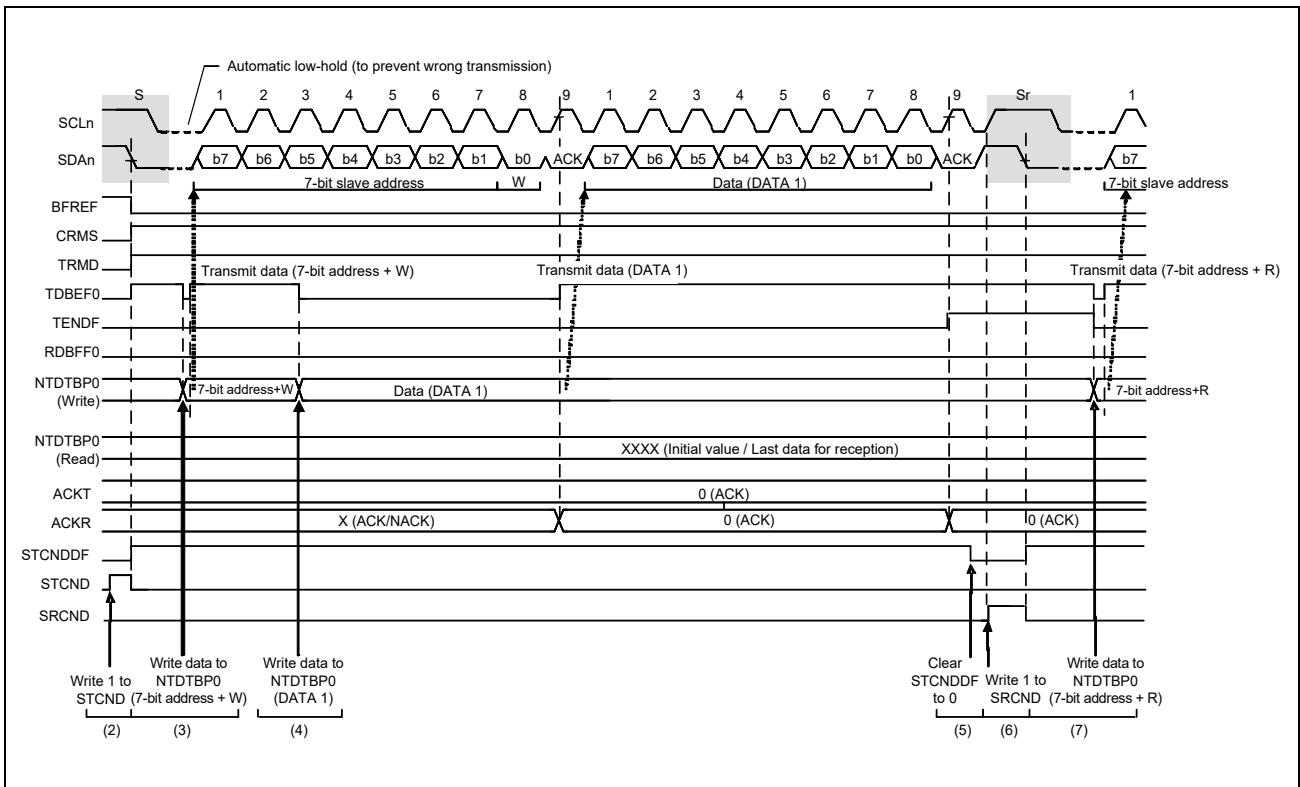 Automatic low-hold (to prevent wrong transmission)
S 1 2 3 4 5 6 7 8 9 1 2 3 4 5 6 7 8 9 Sr 1
SCLn
SDAn b7 b6 b5 b4 b3 b2 b1 b0 ACK b7 b6 b5 b4 b3 b2 b1 b0 ACK b7
7-bit slave address W Data (DATA 1) 7-bit slave address
BFREF
CRMS
TRMD
Transmit data (7-bit address + W) Transmit data (DATA 1) Transmit data (7-bit address + R)
TDBEF0
TENDF
RDBFF0
NTDTBP0 7-bit address+W Data (DATA 1) 7-bit address+R
(Write)
NTDTBP0 XXXX (Initial value / Last data for reception)
(Read)
ACKT 0 (ACK)
ACKR X (ACK/NACK) 0 (ACK) 0 (ACK)
STCNDDF
STCND
SRCND
Write 1 to
STCND
Write data to
NTDTBP0
(7-bit address + W)
Write data to
NTDTBP0
(DATA 1)
Clear
STCNDDF
to 0
Write 1 to
SRCND
Write data to
NTDTBP0
(7-bit address + R)
(2) (3) (4) (5) (6) (7)